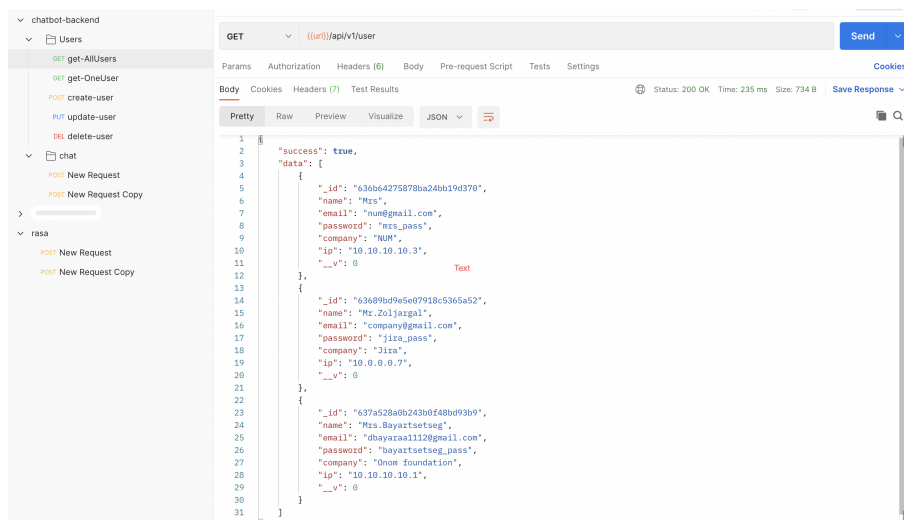 chatbot-backend
Users
GET get-AllUsers
GET get-OneUser
POST create-user
PUT update-user
DEL delete-user
chat
POST New Request
POST New Request Copy
rasa
POST New Request
POST New Request Copy
GET {{url}}/api/v1/user Send
Params Authorization Headers (6) Body Pre-request Script Tests Settings Cookies
Body Cookies Headers (7) Test Results Status: 200 OK Time: 235 ms Size: 734 B Save Response
Pretty Raw Preview Visualize JSON
1 {
2 "success": true,
3 "data": [
4 {
5 "_id": "636b64275878ba24bb19d370",
6 "name": "Mrs",
7 "email": "num@gmail.com",
8 "password": "mrs_pass",
9 "company": "NUM",
10 "ip": "10.10.10.10.3",
11 "__v": 0
Text
12 },
13 {
14 "_id": "63689bd9e5e07918c5365a52",
15 "name": "Mr.Zoljargal",
16 "email": "company@gmail.com",
17 "password": "jira_pass",
18 "company": "Jira",
19 "ip": "10.0.0.0.7",
20 "__v": 0
21 },
22 {
23 "_id": "637a528a0b243b0f48bd93b9",
24 "name": "Mrs.Bayartsetseg",
25 "email": "dbayaraa1112@gmail.com",
26 "password": "bayartsetseg_pass",
27 "company": "Onom foundation",
28 "ip": "10.10.10.10.1",
29 "__v": 0
30 }
31 ]